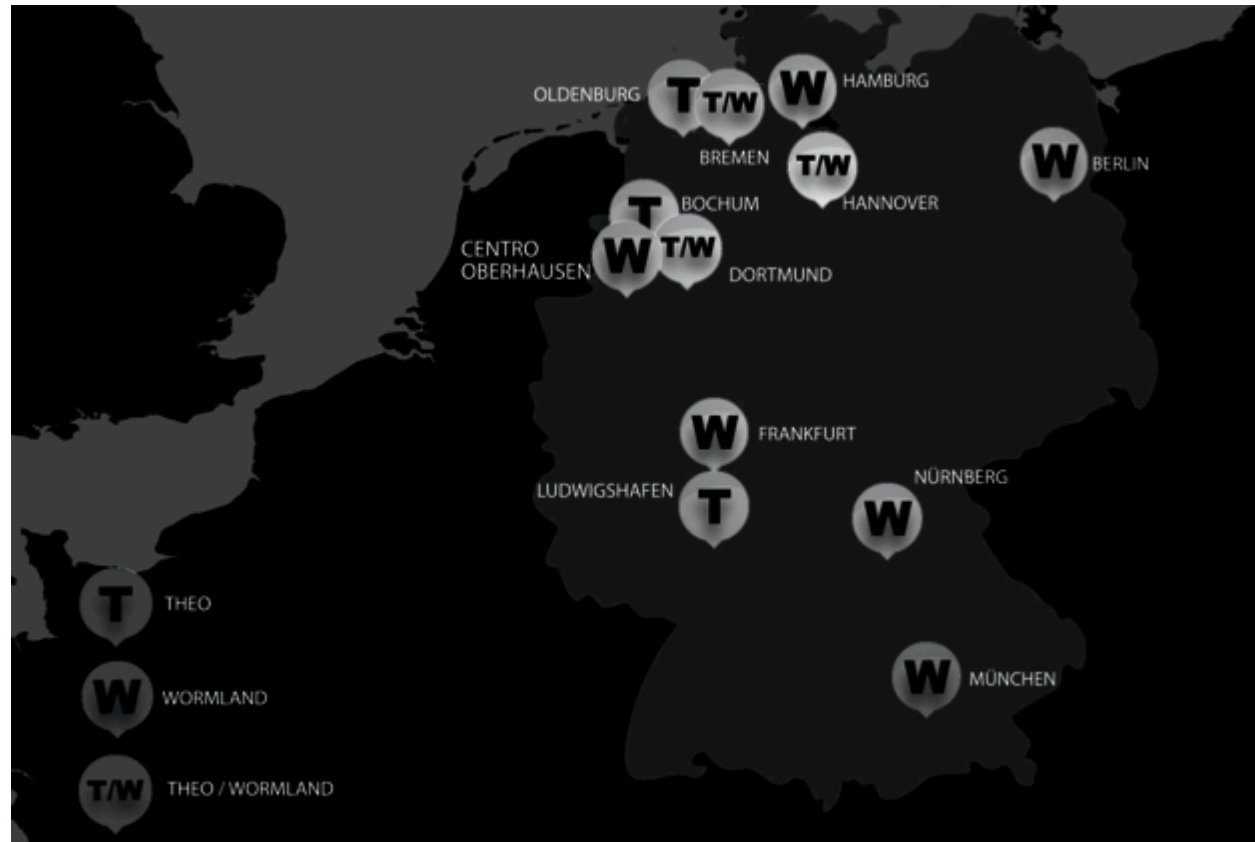 OLDENBURG
T
T/W
BREMEN
W
HAMBURG
T/W
HANNOVER
W
BERLIN
T
BOCHUM
CENTRO
OBERHAUSEN
W
T/W
DORTMUND
W
FRANKFURT
LUDWIGSHAFEN
T
NÜRNBERG
W
W
MÜNCHEN
T
THEO
W
WORMLAND
T/W
THEO / WORMLAND